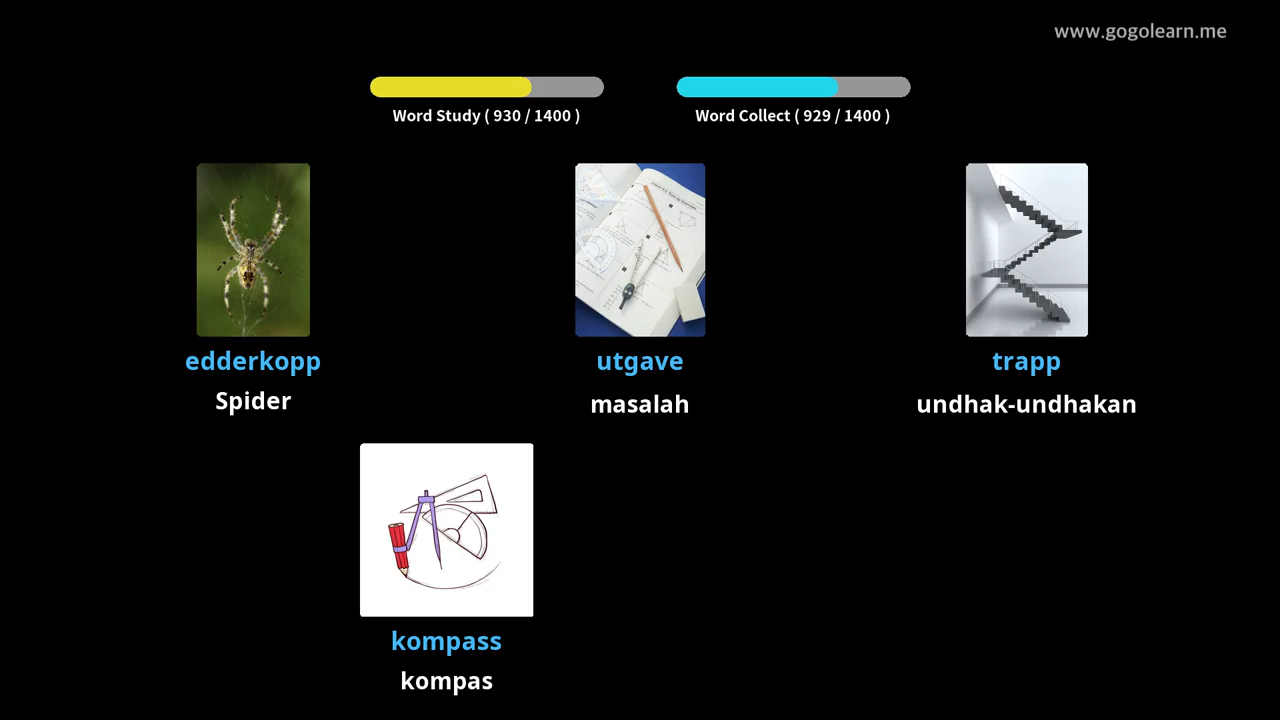 www.gogolearn.me
Word Study ( 930 / 1400 )
Word Collect ( 929 / 1400 )
edderkopp
Spider
utgave
masalah
trapp
undhak-undhakan
kompass
kompas